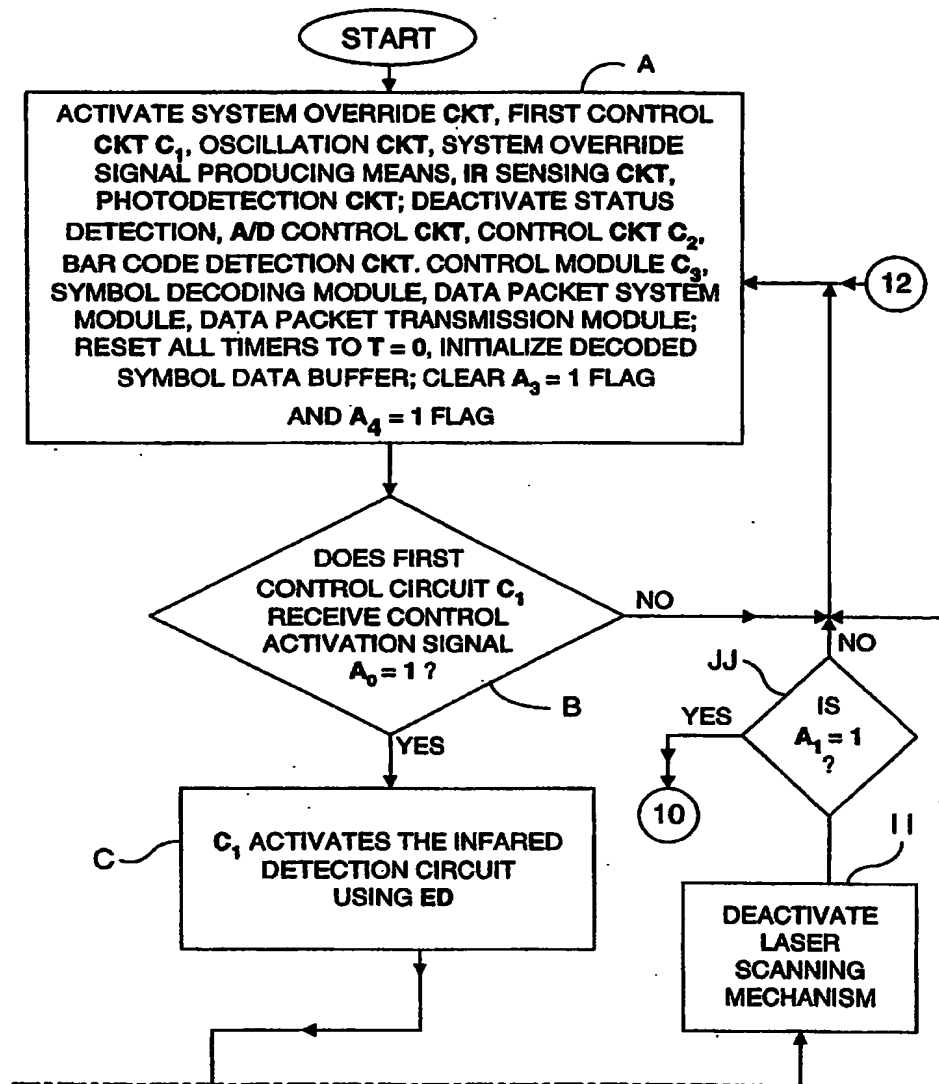 START
A
ACTIVATE SYSTEM OVERRIDE CKT, FIRST CONTROL
CKT C₁, OSCILLATION CKT, SYSTEM OVERRIDE
SIGNAL PRODUCING MEANS, IR SENSING CKT,
PHOTODETECTION CKT; DEACTIVATE STATUS
DETECTION, A/D CONTROL CKT, CONTROL CKT C₂,
BAR CODE DETECTION CKT. CONTROL MODULE C₃,
SYMBOL DECODING MODULE, DATA PACKET SYSTEM
MODULE, DATA PACKET TRANSMISSION MODULE;
RESET ALL TIMERS TO T = 0, INITIALIZE DECODED
SYMBOL DATA BUFFER; CLEAR A₃ = 1 FLAG
AND A₄ = 1 FLAG
12
DOES FIRST
CONTROL CIRCUIT C₁
RECEIVE CONTROL
ACTIVATION SIGNAL
A₀ = 1 ?
NO
B
YES
NO
JJ
IS
A₁ = 1
?
YES
10
C
C₁ ACTIVATES THE INFARED
DETECTION CIRCUIT
USING ED
II
DEACTIVATE
LASER
SCANNING
MECHANISM